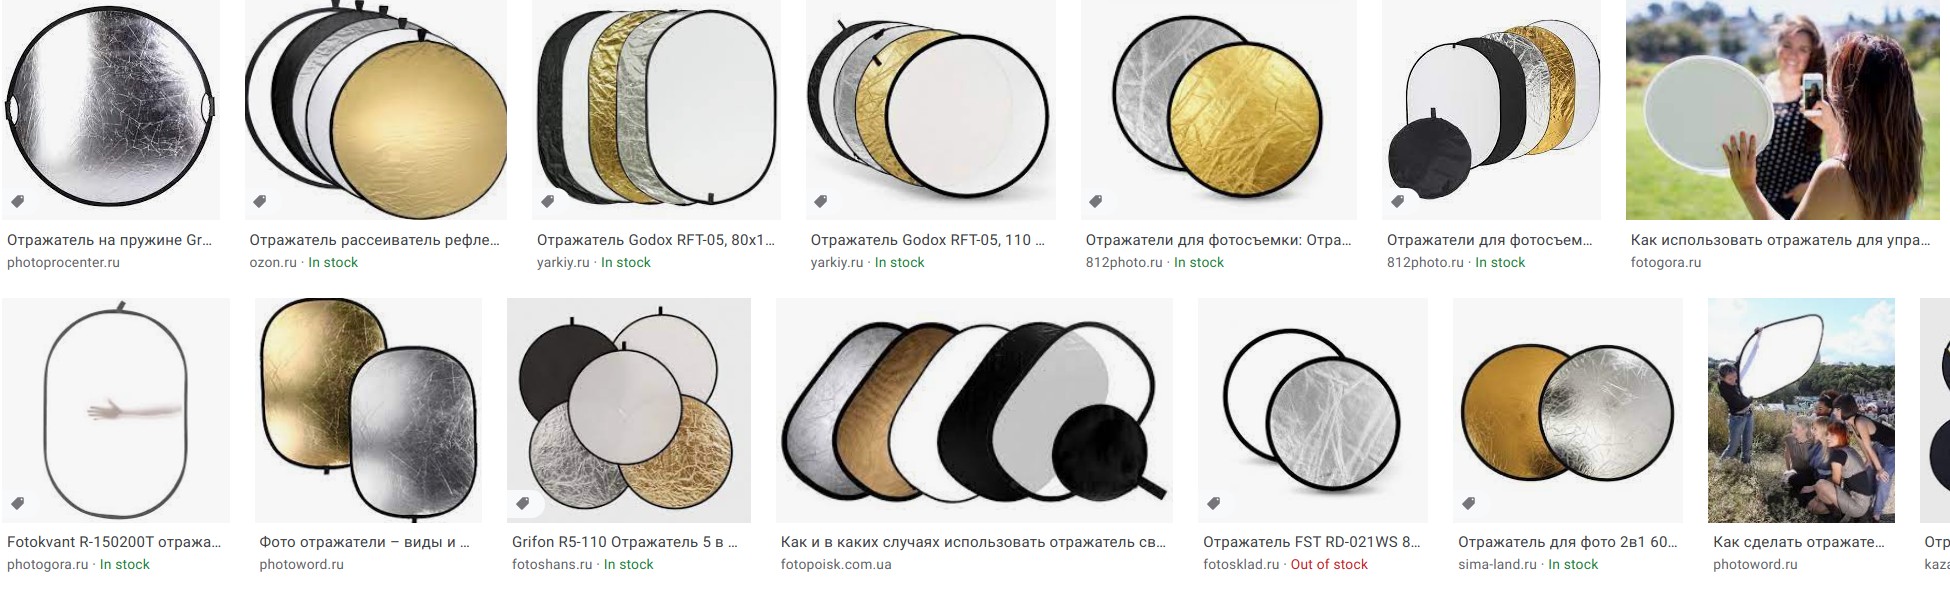 Отражатель на пружине Gr...
photoprocenter.ru
Отражатель рассеиватель рефле...
ozon.ru · In stock
Отражатель Godox RFT-05, 80x1...
yarkiy.ru · In stock
Отражатель Godox RFT-05, 110 ...
yarkiy.ru · In stock
Отражатели для фотосъемки: Отра...
812photo.ru · In stock
Отражатели для фотосъем...
812photo.ru · In stock
Как использовать отражатель для упра...
fotogora.ru
Fotokvant R-150200T отража...
photogora.ru · In stock
Фото отражатели – виды и ...
photoword.ru
Grifon R5-110 Отражатель 5 в ...
fotoshans.ru · In stock
Как и в каких случаях использовать отражатель св...
fotopoisk.com.ua
Отражатель FST RD-021WS 8...
fotosklad.ru · Out of stock
Отражатель для фото 2в1 60...
sima-land.ru · In stock
Как сделать отражате...
photoword.ru
Отр
kaza